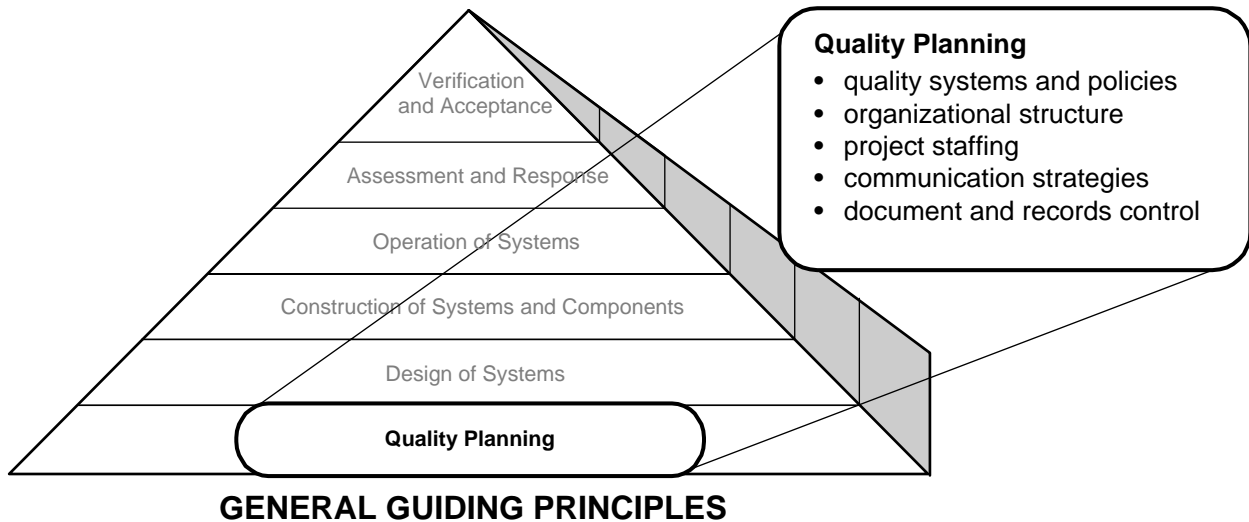 Verification
and Acceptance
Assessment and Response
Operation of Systems
Construction of Systems and Components
Design of Systems
Quality Planning
GENERAL GUIDING PRINCIPLES
Quality Planning
• quality systems and policies
• organizational structure
• project staffing
• communication strategies
• document and records control